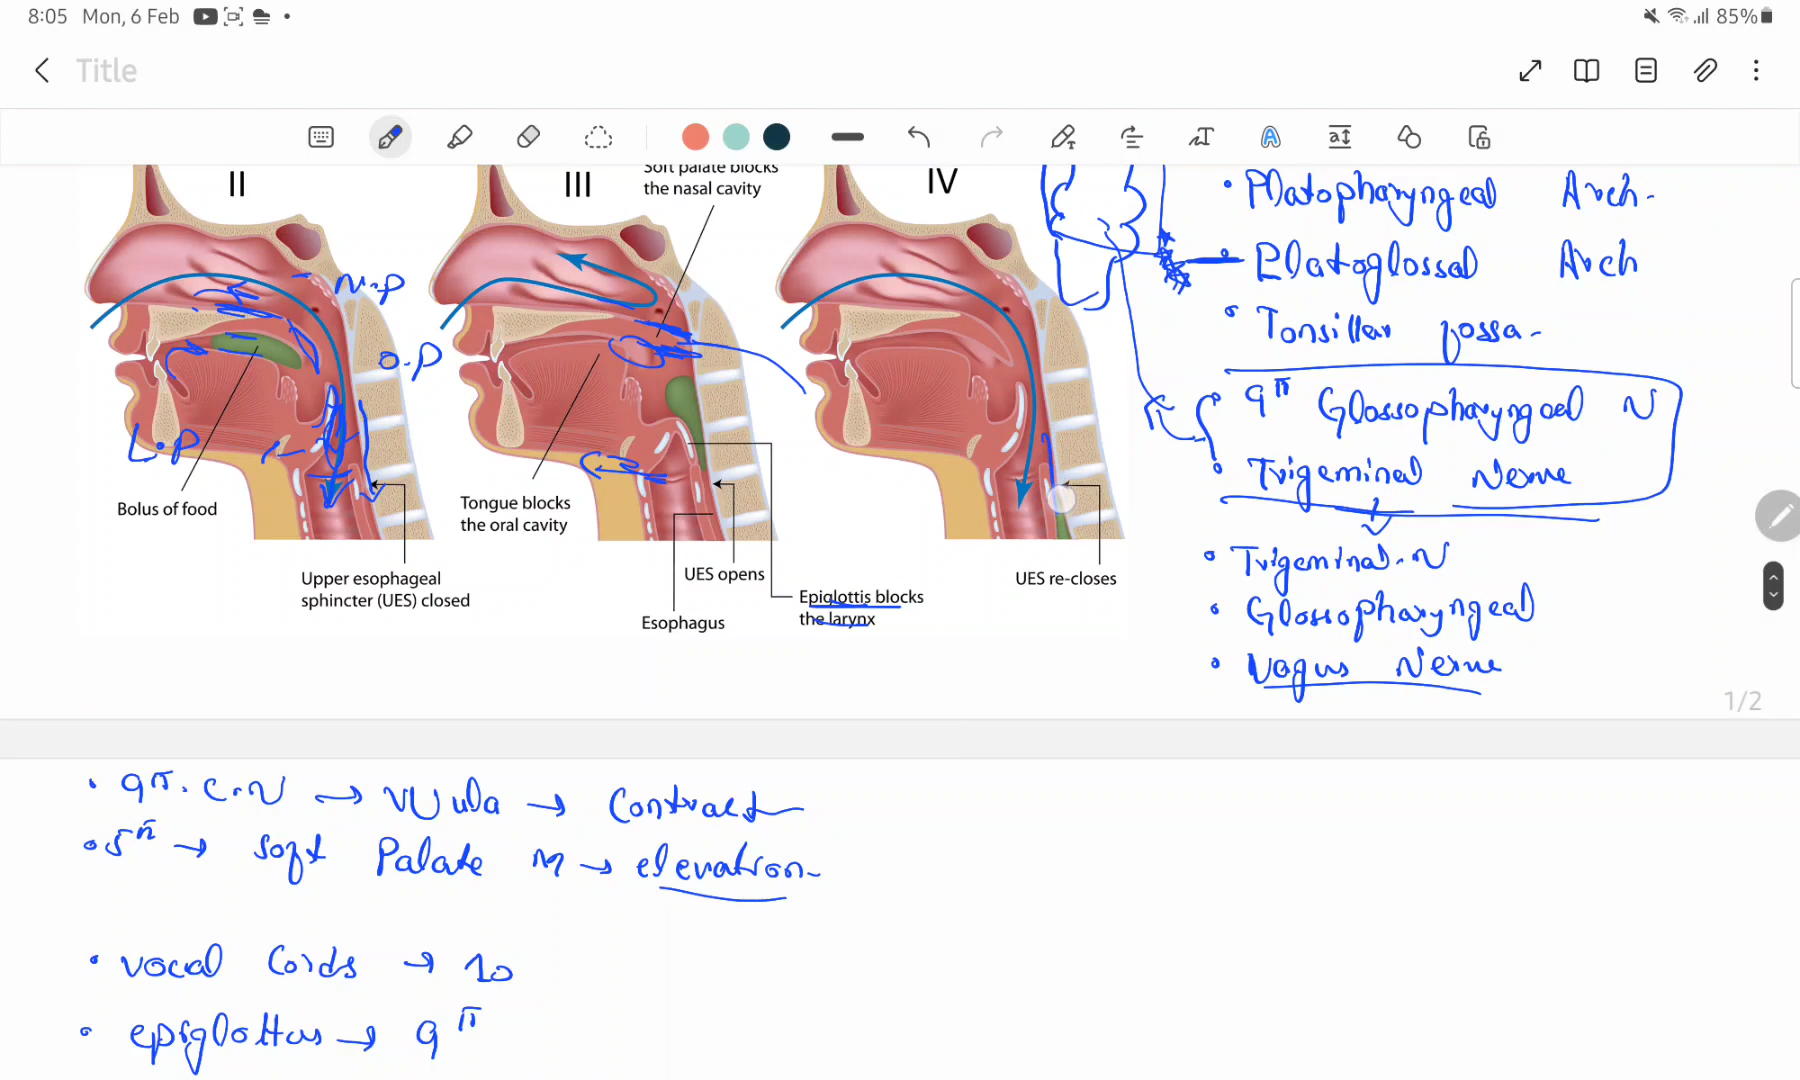 8:05 Mon, 6 Feb
85%
Title
II
III
IV
Soft palate blocks
the nasal cavity
N.P
O.P
L.P
Bolus of food
Tongue blocks
the oral cavity
Upper esophageal
sphincter (UES) closed
UES opens
Esophagus
Epiglottis blocks
the larynx
UES re-closes
• Platopharyngeal Arch.
• Platoglossal Arch
• Tonsillar fossa.
• 9th Glossopharyngeal N
• Trigeminal Nerve
• Trigeminal.N
• Glossopharyngeal
• Vagus Nerve
1/2
• 9th. C.N → Uvula → Contract
• 5th → Soft Palate M → elevation
• Vocal Cords → 10
• epiglottus → 9th